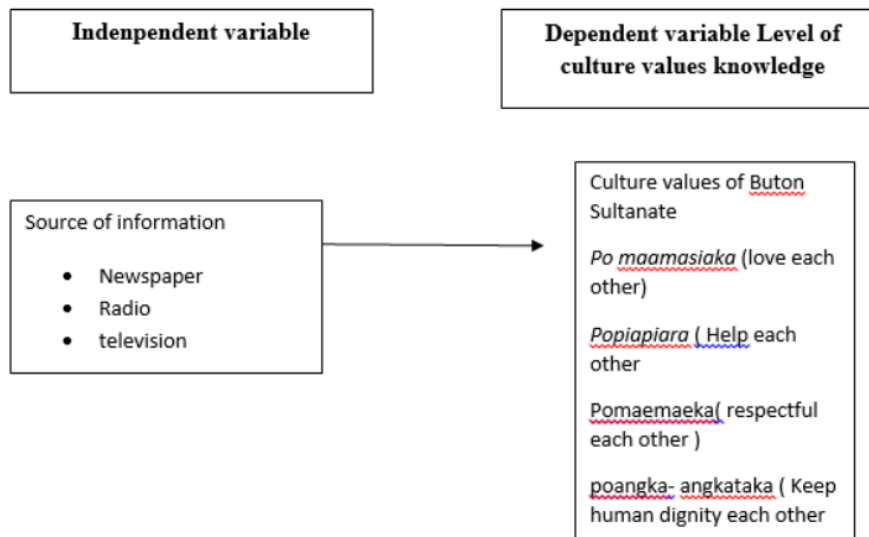 Indenpendent variable
Dependent variable Level of
culture values knowledge
Source of information
• Newspaper
• Radio
• television
Culture values of Buton
Sultanate
Po maamasiaka (love each
other)
Popiapiara ( Help each
other
Pomaemaeka( respectful
each other )
poangka- angkataka ( Keep
human dignity each other